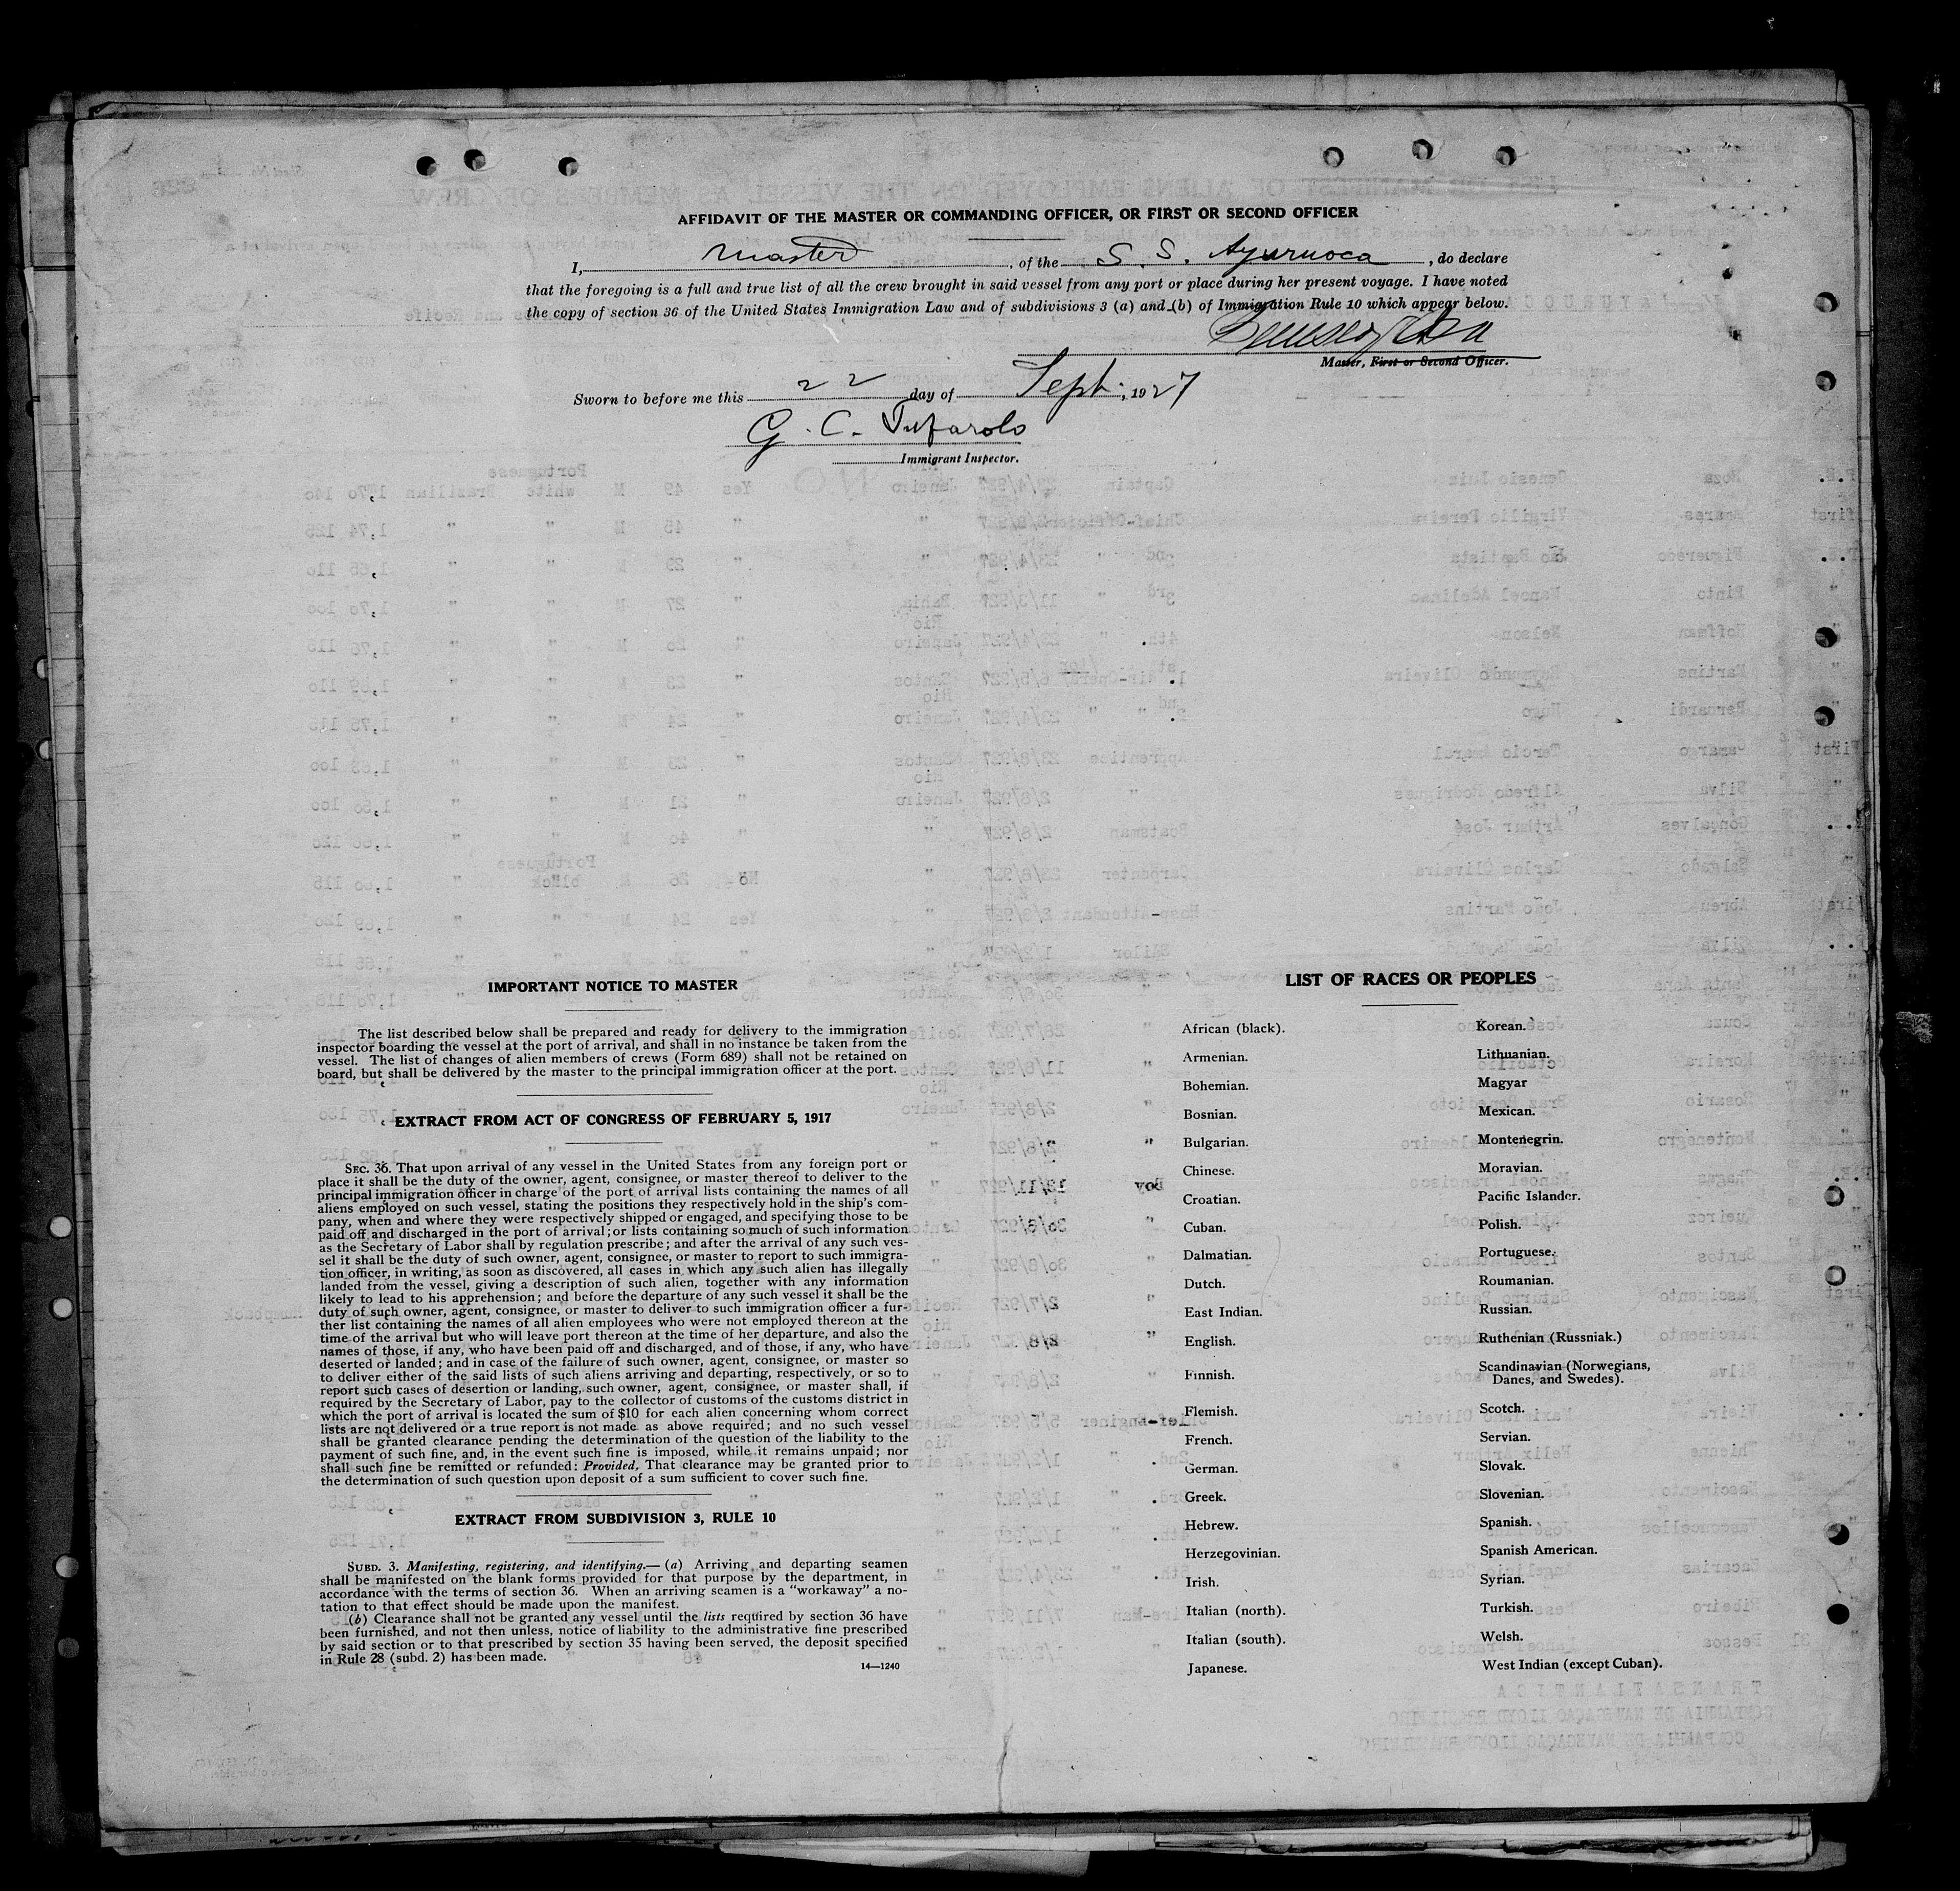 AFFIDAVIT OF THE MASTER OR COMMANDING OFFICER, OR FIRST OR SECOND OFFICER
I, Master, of the S. S. Ayuruoca, do declare
that the foregoing is a full and true list of all the crew brought in said vessel from any port or place during her present voyage. I have noted
the copy of section 36 of the United States Immigration Law and of subdivisions 3 (a) and (b) of Immigration Rule 10 which appear below.
Master, First or Second Officer.
Sworn to before me this 22 day of Sept., 1927
G. C. Tufarolo
Immigrant Inspector.
IMPORTANT NOTICE TO MASTER
The list described below shall be prepared and ready for delivery to the immigration
inspector boarding the vessel at the port of arrival, and shall in no instance be taken from the
vessel. The list of changes of alien members of crews (Form 689) shall not be retained on
board, but shall be delivered by the master to the principal immigration officer at the port.
EXTRACT FROM ACT OF CONGRESS OF FEBRUARY 5, 1917
SEC. 36. That upon arrival of any vessel in the United States from any foreign port or
place it shall be the duty of the owner, agent, consignee, or master thereof to deliver to the
principal immigration officer in charge of the port of arrival lists containing the names of all
aliens employed on such vessel, stating the positions they respectively hold in the ship's com-
pany, when and where they were respectively shipped or engaged, and specifying those to be
paid off and discharged in the port of arrival; or lists containing so much of such information
as the Secretary of Labor shall by regulation prescribe; and after the arrival of any such ves-
sel it shall be the duty of such owner, agent, consignee, or master to report to such immigra-
tion officer, in writing, as soon as discovered, all cases in which any such alien has illegally
landed from the vessel, giving a description of such alien, together with any information
likely to lead to his apprehension; and before the departure of any such vessel it shall be the
duty of such owner, agent, consignee, or master to deliver to such immigration officer a fur-
ther list containing the names of all alien employees who were not employed thereon at the
time of the arrival but who will leave port thereon at the time of her departure, and also the
names of those, if any, who have been paid off and discharged, and of those, if any, who have
deserted or landed; and in case of the failure of such owner, agent, consignee, or master so
to deliver either of the said lists of such aliens arriving and departing, respectively, or so to
report such cases of desertion or landing, such owner, agent, consignee, or master shall, if
required by the Secretary of Labor, pay to the collector of customs of the customs district in
which the port of arrival is located the sum of $10 for each alien concerning whom correct
lists are not delivered or a true report is not made as above required; and no such vessel
shall be granted clearance pending the determination of the question of the liability to the
payment of such fine, and, in the event such fine is imposed, while it remains unpaid; nor
shall such fine be remitted or refunded: Provided, That clearance may be granted prior to
the determination of such question upon deposit of a sum sufficient to cover such fine.
EXTRACT FROM SUBDIVISION 3, RULE 10
SUBD. 3. Manifesting, registering, and identifying.—(a) Arriving and departing seamen
shall be manifested on the blank forms provided for that purpose by the department, in
accordance with the terms of section 36. When an arriving seamen is a "workaway" a no-
tation to that effect should be made upon the manifest.
(b) Clearance shall not be granted any vessel until the lists required by section 36 have
been furnished, and not then unless, notice of liability to the administrative fine prescribed
by said section or to that prescribed by section 35 having been served, the deposit specified
in Rule 28 (subd. 2) has been made.
14—1240
LIST OF RACES OR PEOPLES
African (black).
Armenian.
Bohemian.
Bosnian.
Bulgarian.
Chinese.
Croatian.
Cuban.
Dalmatian.
Dutch.
East Indian.
English.
Finnish.
Flemish.
French.
German.
Greek.
Hebrew.
Herzegovinian.
Irish.
Italian (north).
Italian (south).
Japanese.
Korean.
Lithuanian.
Magyar
Mexican.
Montenegrin.
Moravian.
Pacific Islander.
Polish.
Portuguese.
Roumanian.
Russian.
Ruthenian (Russniak.)
Scandinavian (Norwegians,
Danes, and Swedes).
Scotch.
Servian.
Slovak.
Slovenian.
Spanish.
Spanish American.
Syrian.
Turkish.
Welsh.
West Indian (except Cuban).